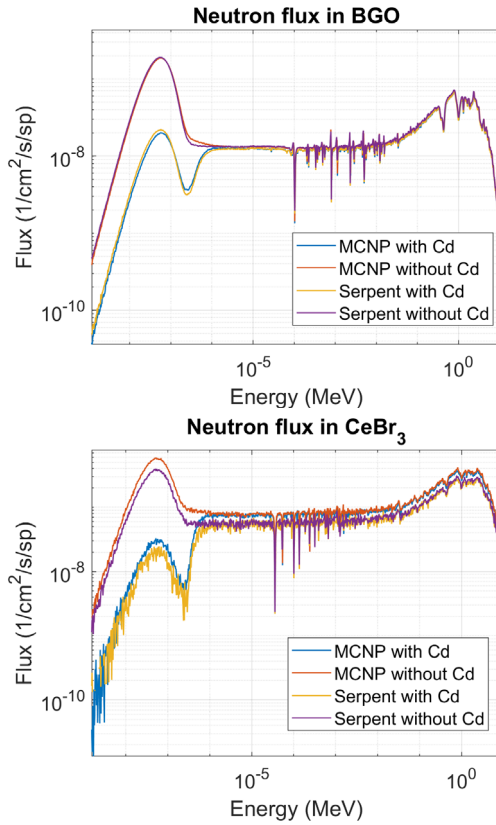 Neutron flux in BGO
Flux (1/cm²/s/sp)
10⁻⁸
10⁻¹⁰
MCNP with Cd
MCNP without Cd
Serpent with Cd
Serpent without Cd
10⁻⁵
10⁰
Energy (MeV)
Neutron flux in CeBr₃
Flux (1/cm²/s/sp)
10⁻⁸
10⁻¹⁰
MCNP with Cd
MCNP without Cd
Serpent with Cd
Serpent without Cd
10⁻⁵
10⁰
Energy (MeV)